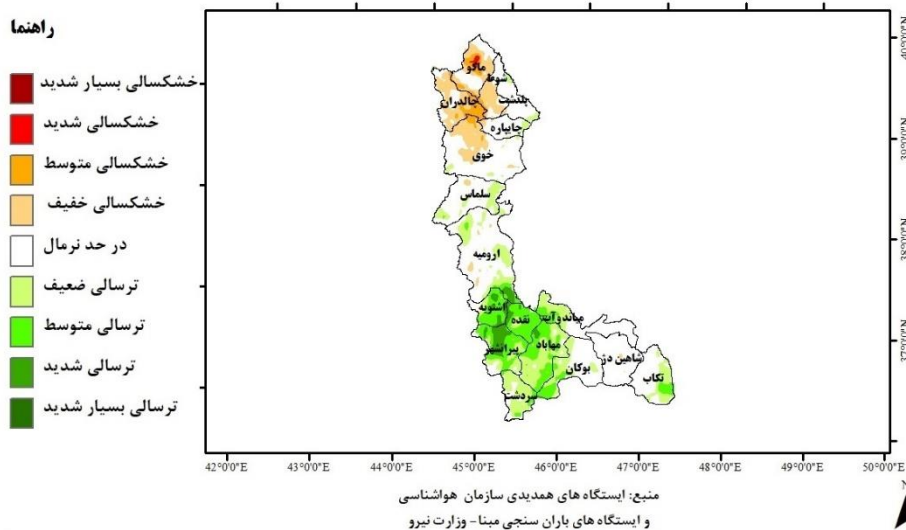 راهنما
خشکسالی بسیار شدید
خشکسالی شدید
خشکسالی متوسط
خشکسالی خفیف
در حد نرمال
ترسالی ضعیف
ترسالی متوسط
ترسالی شدید
ترسالی بسیار شدید
ماکو
شوط
پلدشت
چالدران
چایپاره
خوی
سلماس
ارومیه
اشنویه
نقده
میاندوآب
مهاباد
پیرانشهر
شاهین دژ
بوکان
تکاب
سردشت
42°0'0"E 43°0'0"E 44°0'0"E 45°0'0"E 46°0'0"E 47°0'0"E 48°0'0"E 49°0'0"E 50°0'0"E
منبع: ایستگاه های همدیدی سازمان هواشناسی
و ایستگاه های باران سنجی مبنا- وزارت نیرو